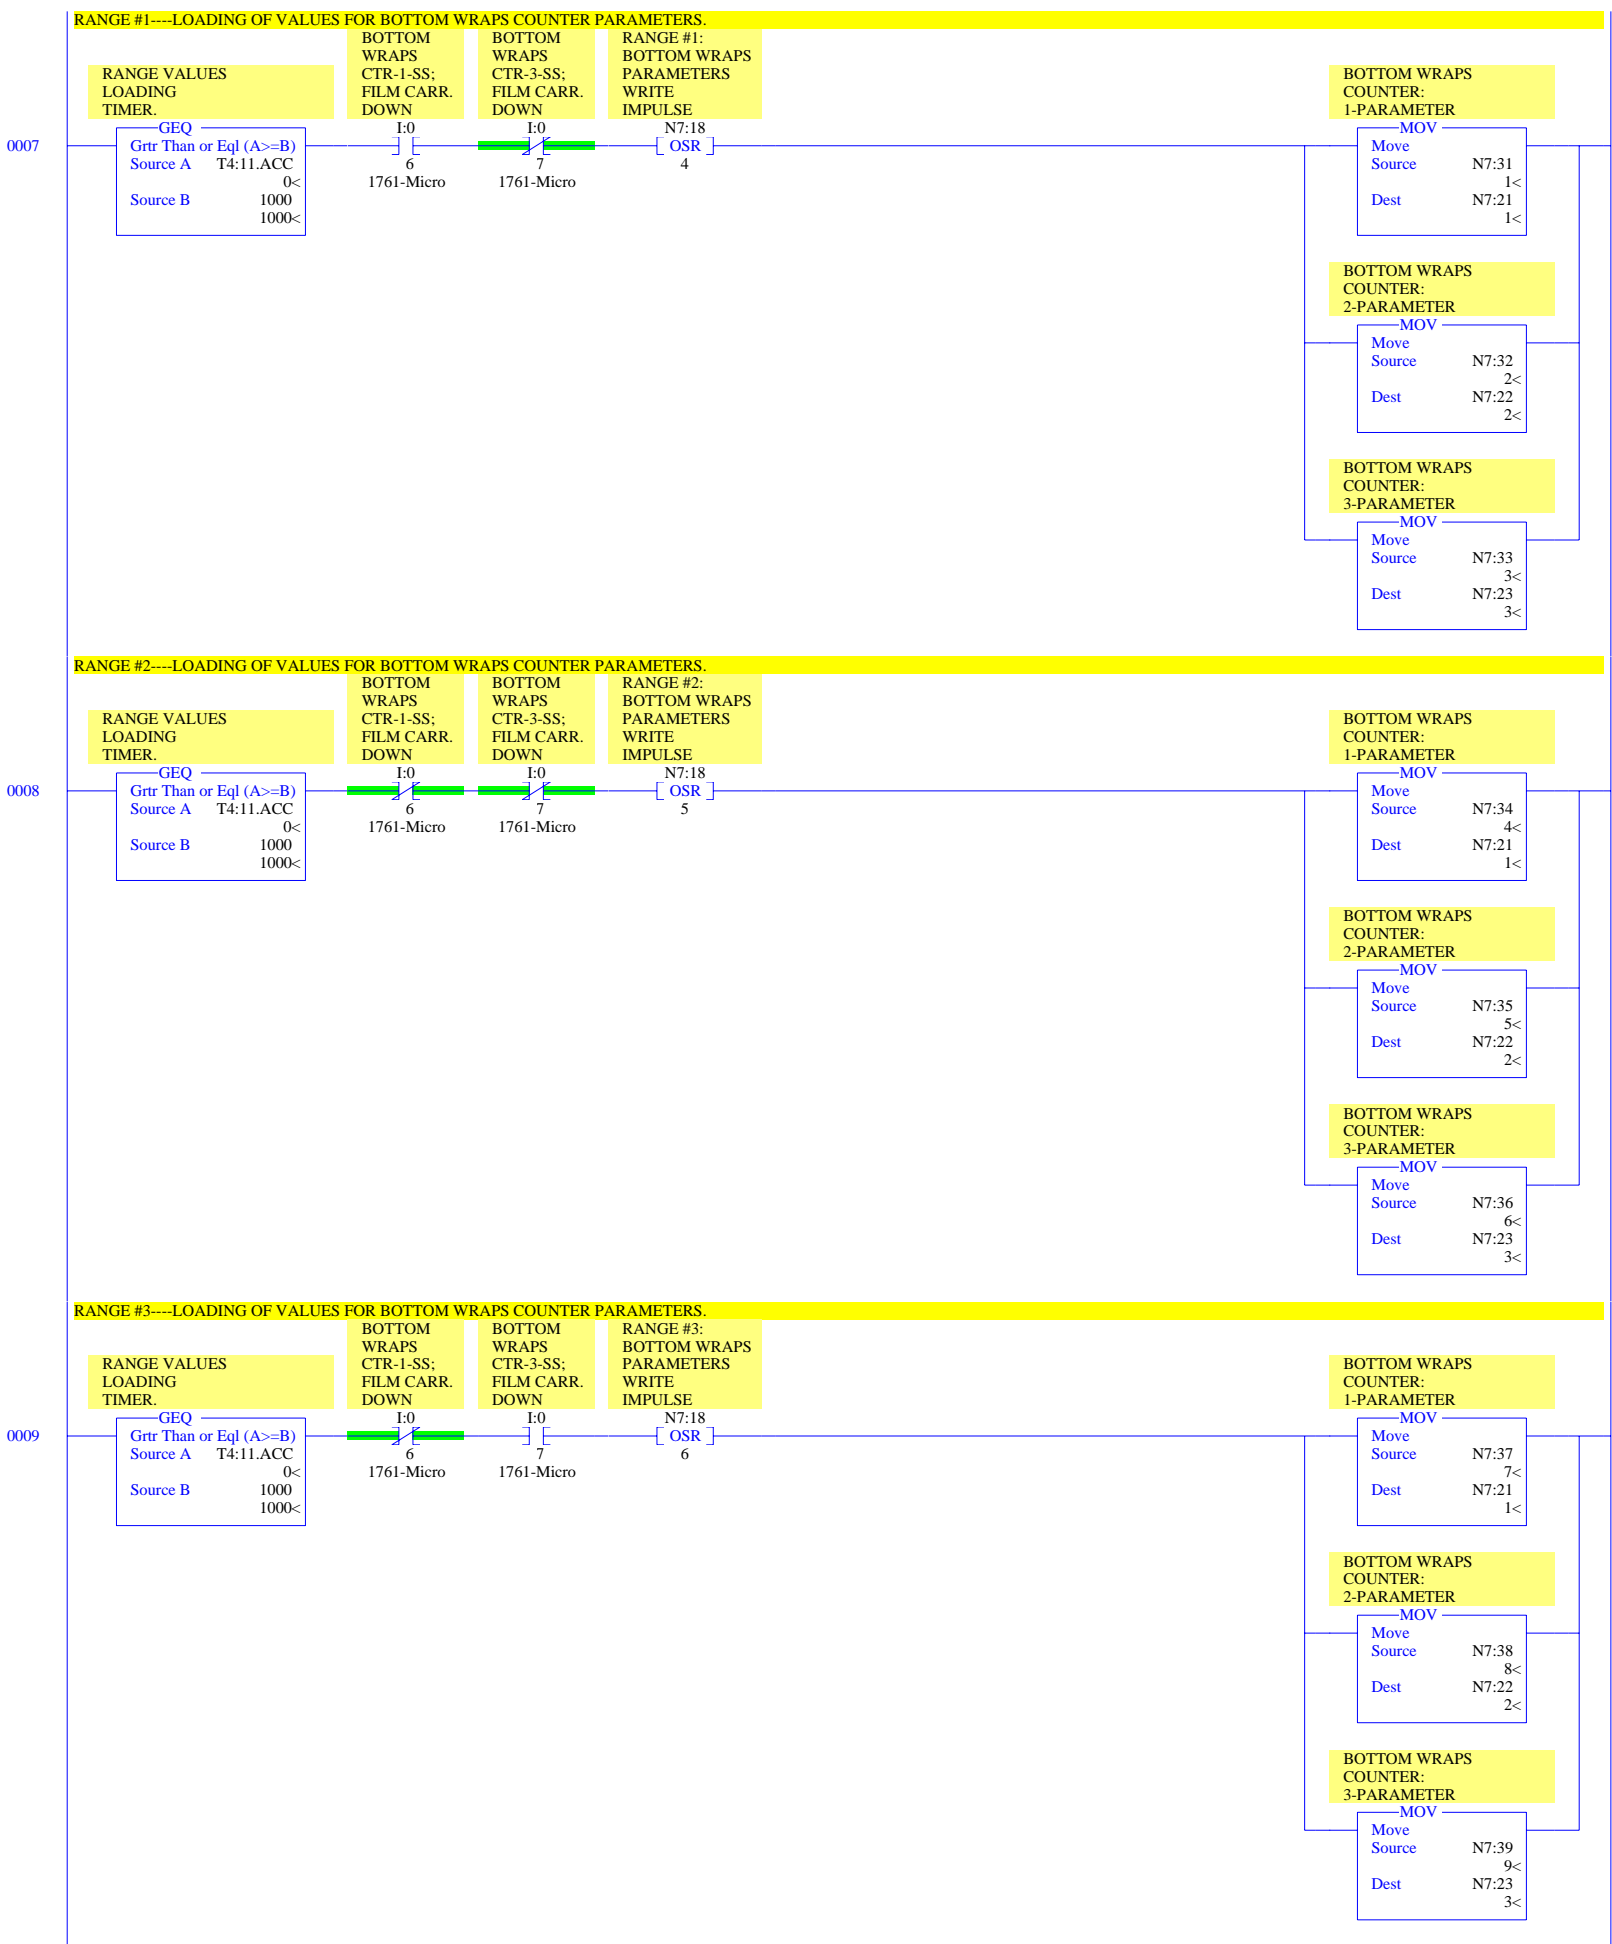 RANGE #1----LOADING OF VALUES FOR BOTTOM WRAPS COUNTER PARAMETERS.
RANGE VALUES
LOADING
TIMER.
BOTTOM
WRAPS
CTR-1-SS;
FILM CARR.
DOWN
BOTTOM
WRAPS
CTR-3-SS;
FILM CARR.
DOWN
RANGE #1:
BOTTOM WRAPS
PARAMETERS
WRITE
IMPULSE
BOTTOM WRAPS
COUNTER:
1-PARAMETER
0007
GEQ
Grtr Than or Eql (A>=B)
Source A T4:11.ACC
0<
Source B 1000
1000<
I:0
6
1761-Micro
I:0
7
1761-Micro
N7:18
OSR
4
MOV
Move
Source N7:31
1<
Dest N7:21
1<
BOTTOM WRAPS
COUNTER:
2-PARAMETER
MOV
Move
Source N7:32
2<
Dest N7:22
2<
BOTTOM WRAPS
COUNTER:
3-PARAMETER
MOV
Move
Source N7:33
3<
Dest N7:23
3<
RANGE #2----LOADING OF VALUES FOR BOTTOM WRAPS COUNTER PARAMETERS.
RANGE VALUES
LOADING
TIMER.
BOTTOM
WRAPS
CTR-1-SS;
FILM CARR.
DOWN
BOTTOM
WRAPS
CTR-3-SS;
FILM CARR.
DOWN
RANGE #2:
BOTTOM WRAPS
PARAMETERS
WRITE
IMPULSE
BOTTOM WRAPS
COUNTER:
1-PARAMETER
0008
GEQ
Grtr Than or Eql (A>=B)
Source A T4:11.ACC
0<
Source B 1000
1000<
I:0
6
1761-Micro
I:0
7
1761-Micro
N7:18
OSR
5
MOV
Move
Source N7:34
4<
Dest N7:21
1<
BOTTOM WRAPS
COUNTER:
2-PARAMETER
MOV
Move
Source N7:35
5<
Dest N7:22
2<
BOTTOM WRAPS
COUNTER:
3-PARAMETER
MOV
Move
Source N7:36
6<
Dest N7:23
3<
RANGE #3----LOADING OF VALUES FOR BOTTOM WRAPS COUNTER PARAMETERS.
RANGE VALUES
LOADING
TIMER.
BOTTOM
WRAPS
CTR-1-SS;
FILM CARR.
DOWN
BOTTOM
WRAPS
CTR-3-SS;
FILM CARR.
DOWN
RANGE #3:
BOTTOM WRAPS
PARAMETERS
WRITE
IMPULSE
BOTTOM WRAPS
COUNTER:
1-PARAMETER
0009
GEQ
Grtr Than or Eql (A>=B)
Source A T4:11.ACC
0<
Source B 1000
1000<
I:0
6
1761-Micro
I:0
7
1761-Micro
N7:18
OSR
6
MOV
Move
Source N7:37
7<
Dest N7:21
1<
BOTTOM WRAPS
COUNTER:
2-PARAMETER
MOV
Move
Source N7:38
8<
Dest N7:22
2<
BOTTOM WRAPS
COUNTER:
3-PARAMETER
MOV
Move
Source N7:39
9<
Dest N7:23
3<